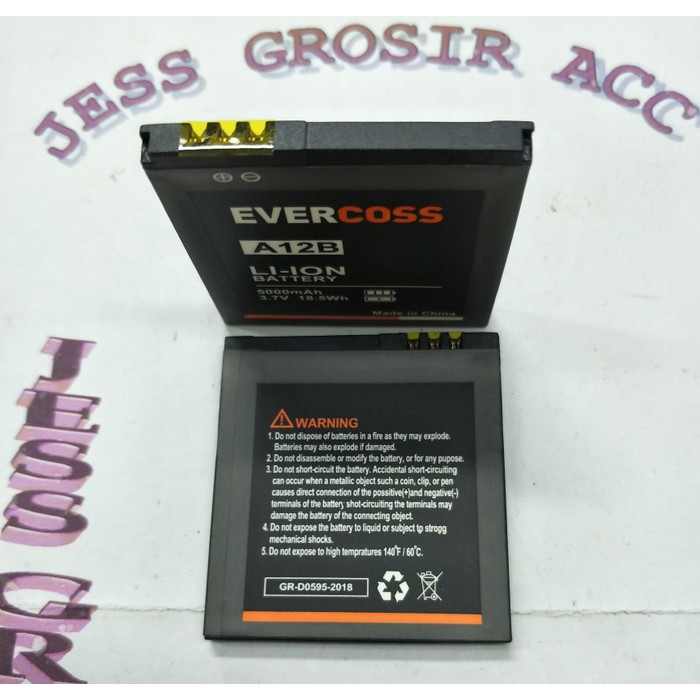 JESS GROSIR ACC
EVERCOSS
A12B
LI-ION
BATTERY
5000mAh
3.7V 18.5Wh
Made in China
JESS
GR
WARNING
1. Do not dispose of batteries in a fire as they may explode.
Batteries may also explode if damaged.
2. Do not disassemble or modify the battery, or for any purpose.
3. Do not short-circuit the battery. Accidental short-circuiting
can occur when a metallic object such a coin, clip, or pen
causes direct connection of the possitive(+)and negative(-)
terminals of the battery, shot-circuiting the terminals may
damage the battery of the connecting object.
4. Do not expose the battery to liquid or subject tp stropg
mechanical shocks.
5. Do not expose to high tempratures 140°F / 60°C.
GR-D0595-2018